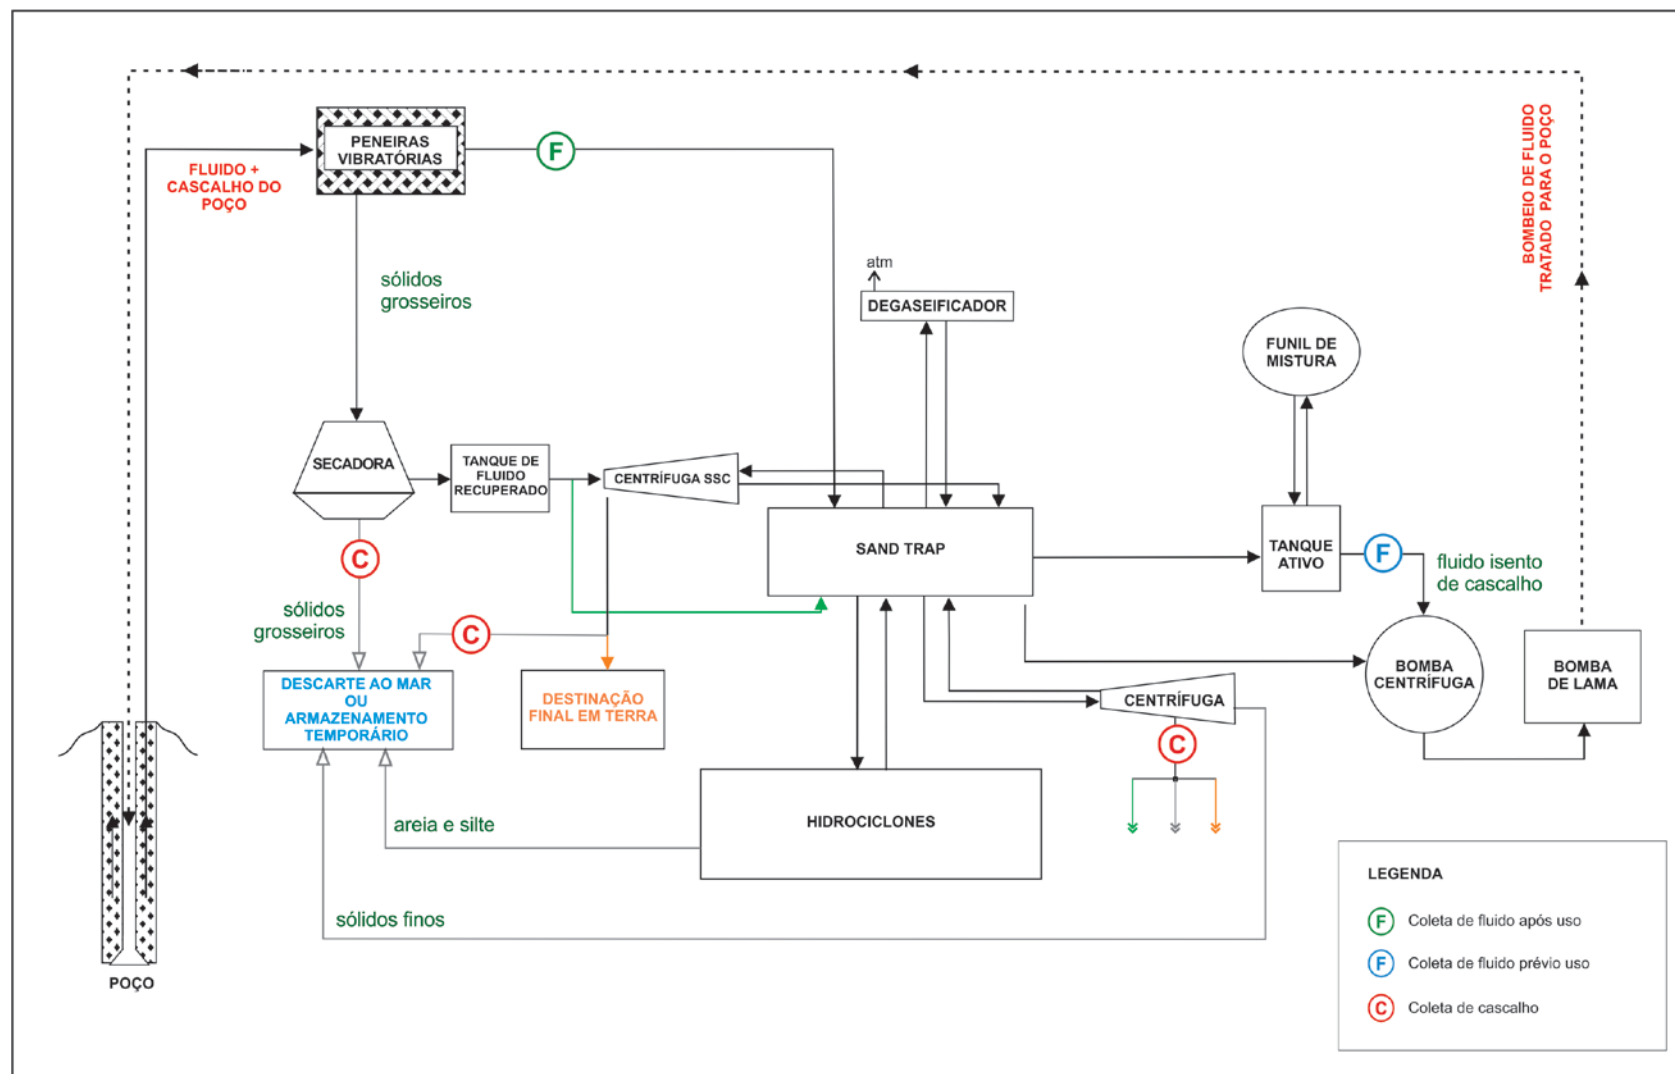 PENEIRAS
VIBRATÓRIAS
F
FLUIDO +
CASCALHO DO
POÇO
BOMBEIO DE FLUIDO
TRATADO PARA O POÇO
sólidos
grosseiros
atm
DEGASEIFICADOR
FUNIL DE
MISTURA
SECADORA
TANQUE DE
FLUIDO
RECUPERADO
CENTRÍFUGA SSC
SAND TRAP
TANQUE
ATIVO
F
fluido isento
de cascalho
C
sólidos
grosseiros
C
DESCARTE AO MAR
OU
ARMAZENAMENTO
TEMPORÁRIO
DESTINAÇÃO
FINAL EM TERRA
CENTRÍFUGA
C
BOMBA
CENTRÍFUGA
BOMBA
DE LAMA
HIDROCICLONES
areia e silte
sólidos finos
POÇO
LEGENDA
F Coleta de fluido após uso
F Coleta de fluido prévio uso
C Coleta de cascalho